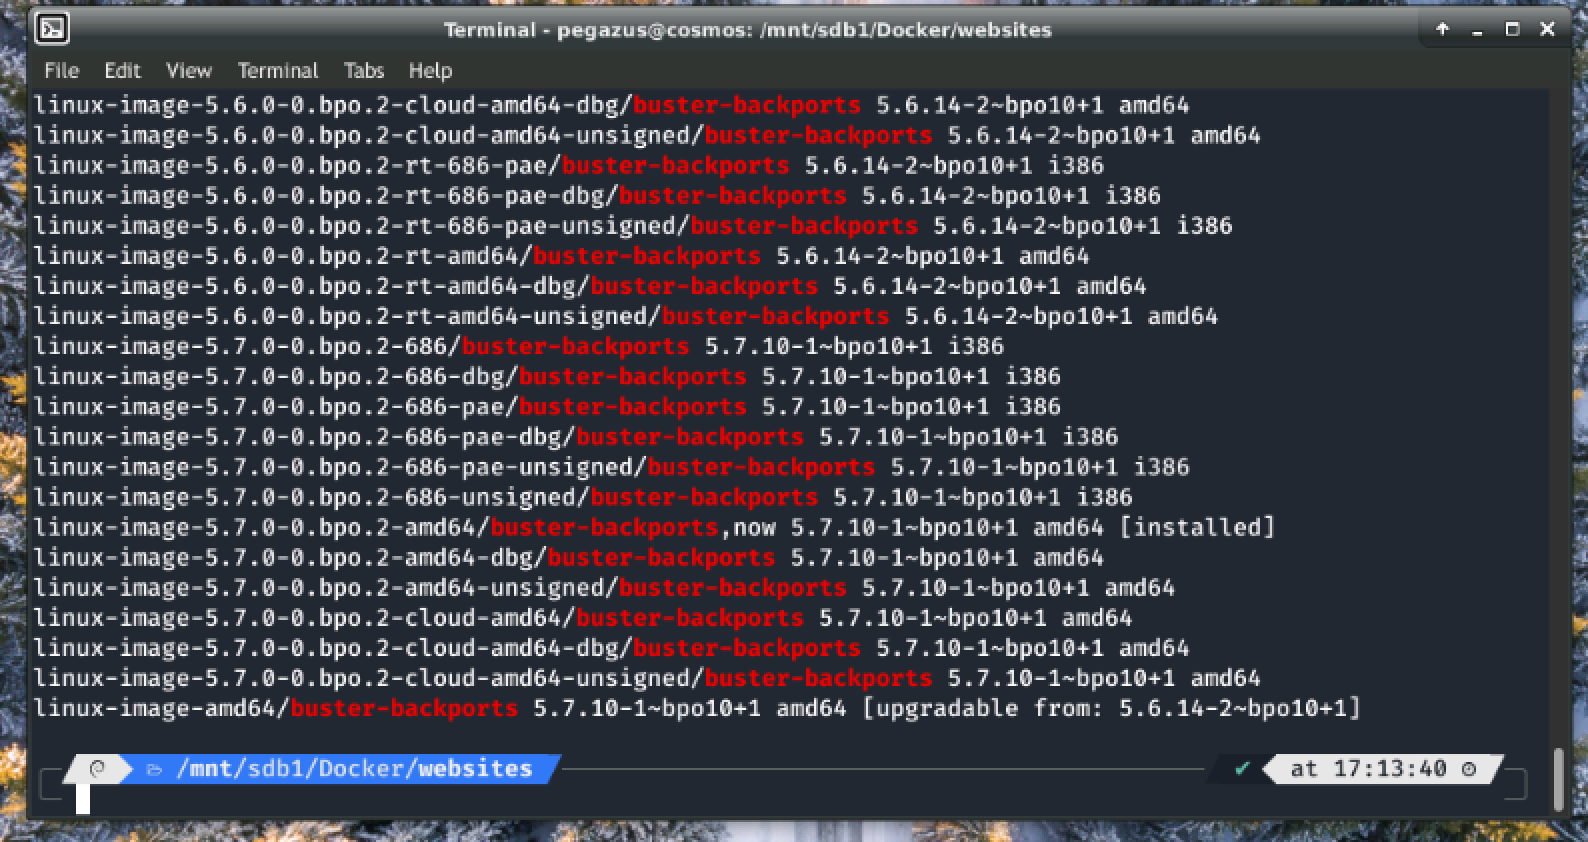 Terminal - pegazus@cosmos: /mnt/sdb1/Docker/websites
File Edit View Terminal Tabs Help
linux-image-5.6.0-0.bpo.2-cloud-amd64-dbg/buster-backports 5.6.14-2~bpo10+1 amd64
linux-image-5.6.0-0.bpo.2-cloud-amd64-unsigned/buster-backports 5.6.14-2~bpo10+1 amd64
linux-image-5.6.0-0.bpo.2-rt-686-pae/buster-backports 5.6.14-2~bpo10+1 i386
linux-image-5.6.0-0.bpo.2-rt-686-pae-dbg/buster-backports 5.6.14-2~bpo10+1 i386
linux-image-5.6.0-0.bpo.2-rt-686-pae-unsigned/buster-backports 5.6.14-2~bpo10+1 i386
linux-image-5.6.0-0.bpo.2-rt-amd64/buster-backports 5.6.14-2~bpo10+1 amd64
linux-image-5.6.0-0.bpo.2-rt-amd64-dbg/buster-backports 5.6.14-2~bpo10+1 amd64
linux-image-5.6.0-0.bpo.2-rt-amd64-unsigned/buster-backports 5.6.14-2~bpo10+1 amd64
linux-image-5.7.0-0.bpo.2-686/buster-backports 5.7.10-1~bpo10+1 i386
linux-image-5.7.0-0.bpo.2-686-dbg/buster-backports 5.7.10-1~bpo10+1 i386
linux-image-5.7.0-0.bpo.2-686-pae/buster-backports 5.7.10-1~bpo10+1 i386
linux-image-5.7.0-0.bpo.2-686-pae-dbg/buster-backports 5.7.10-1~bpo10+1 i386
linux-image-5.7.0-0.bpo.2-686-pae-unsigned/buster-backports 5.7.10-1~bpo10+1 i386
linux-image-5.7.0-0.bpo.2-686-unsigned/buster-backports 5.7.10-1~bpo10+1 i386
linux-image-5.7.0-0.bpo.2-amd64/buster-backports,now 5.7.10-1~bpo10+1 amd64 [installed]
linux-image-5.7.0-0.bpo.2-amd64-dbg/buster-backports 5.7.10-1~bpo10+1 amd64
linux-image-5.7.0-0.bpo.2-amd64-unsigned/buster-backports 5.7.10-1~bpo10+1 amd64
linux-image-5.7.0-0.bpo.2-cloud-amd64/buster-backports 5.7.10-1~bpo10+1 amd64
linux-image-5.7.0-0.bpo.2-cloud-amd64-dbg/buster-backports 5.7.10-1~bpo10+1 amd64
linux-image-5.7.0-0.bpo.2-cloud-amd64-unsigned/buster-backports 5.7.10-1~bpo10+1 amd64
linux-image-amd64/buster-backports 5.7.10-1~bpo10+1 amd64 [upgradable from: 5.6.14-2~bpo10+1]
/mnt/sdb1/Docker/websites ✔ at 17:13:40